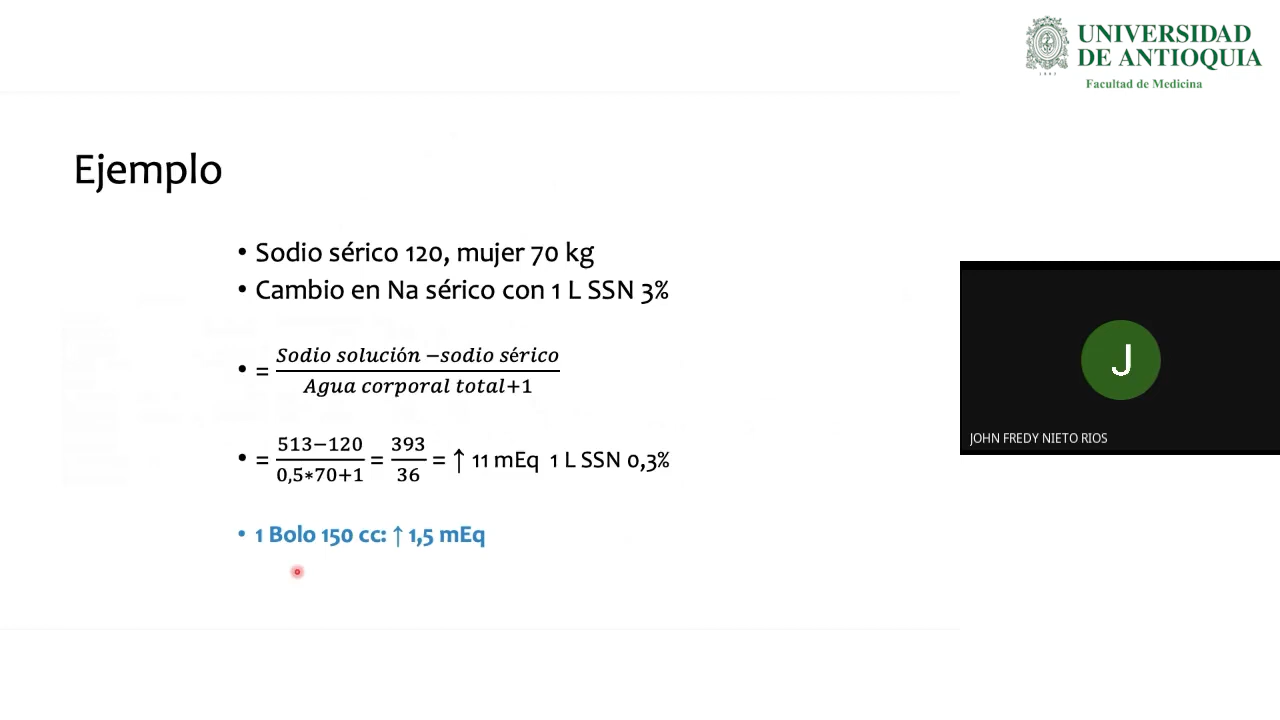 UNIVERSIDAD
DE ANTIOQUIA
1803
Facultad de Medicina
Ejemplo
• Sodio sérico 120, mujer 70 kg
• Cambio en Na sérico con 1 L SSN 3%
• = Sodio solución −sodio sérico / Agua corporal total+1
• = 513−120 / 0,5*70+1 = 393 / 36 = ↑ 11 mEq 1 L SSN 0,3%
• 1 Bolo 150 cc: ↑ 1,5 mEq
J
JOHN FREDY NIETO RIOS